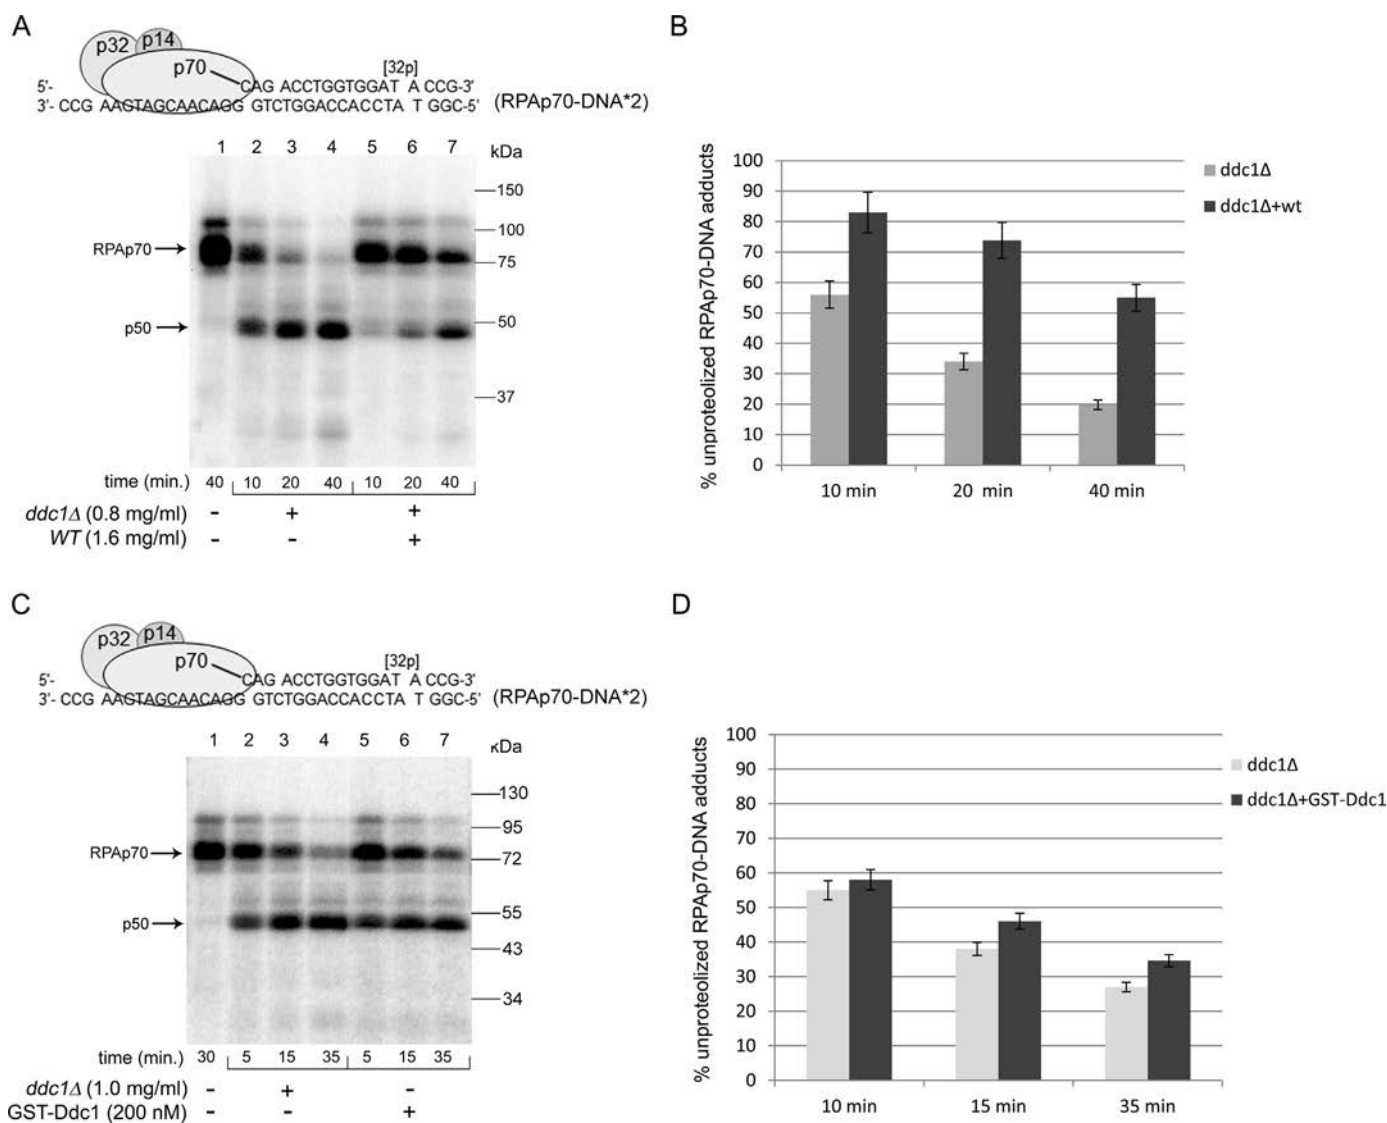 A
p32 p14
p70
[32p]
5'- CAG ACCTGGTGGAT A CCG-3'
3'- CCG AAGTAGCAACAGG GTCTGGACCACCTA T GGC-5' (RPAp70-DNA*2)
1 2 3 4 5 6 7 kDa
150
100
RPAp70
75
50
p50
37
time (min.) 40 10 20 40 10 20 40
ddc1Δ (0.8 mg/ml) - + +
WT (1.6 mg/ml) - - +
B
% unproteolized RPAp70-DNA adducts
100
90
80
70
60
50
40
30
20
10
0
10 min 20 min 40 min
ddc1Δ
ddc1Δ+wt
C
p32 p14
p70
[32p]
5'- CAG ACCTGGTGGAT A CCG-3'
3'- CCG AAGTAGCAACAGG GTCTGGACCACCTA T GGC-5' (RPAp70-DNA*2)
1 2 3 4 5 6 7 kDa
130
95
RPAp70
72
55
p50
43
34
time (min.) 30 5 15 35 5 15 35
ddc1Δ (1.0 mg/ml) - + -
GST-Ddc1 (200 nM) - - +
D
% unproteolized RPAp70-DNA adducts
100
90
80
70
60
50
40
30
20
10
0
10 min 15 min 35 min
ddc1Δ
ddc1Δ+GST-Ddc1